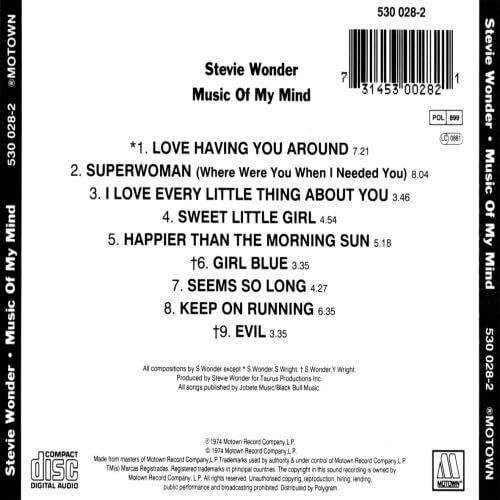 530 028-2
Stevie Wonder
Music Of My Mind
7 31453 00282 1
POL 899
LC 0881
*1. LOVE HAVING YOU AROUND 7.21
2. SUPERWOMAN (Where Were You When I Needed You) 8.04
3. I LOVE EVERY LITTLE THING ABOUT YOU 3.46
4. SWEET LITTLE GIRL 4.54
5. HAPPIER THAN THE MORNING SUN 5.18
†6. GIRL BLUE 3.35
7. SEEMS SO LONG 4.27
8. KEEP ON RUNNING 6.35
†9. EVIL 3.35
All compositions by S.Wonder except * S.Wonder,S.Wright. † S.Wonder,Y.Wright.
Produced by Stevie Wonder for Taurus Productions Inc.
All songs published by Jobete Music/Black Bull Music.
℗ 1974 Motown Record Company,L.P.
© 1974 Motown Record Company,L.P.
Made from masters of Motown Record Company,L.P.Trademarks used by authority & under control of Motown Record Company,L.P.
TM(s) Marcas Registradas. Registered trademarks in principal countries. The copyright in this sound recording is owned by
Motown Record Company, L.P. All rights reserved. Unauthorised copying, reproduction, hiring, lending,
public performance and broadcasting prohibited. Distributed by Polygram.
COMPACT
disc
DIGITAL AUDIO
M
MOTOWN
Stevie Wonder • Music Of My Mind 530 028-2 ®MOTOWN
Stevie Wonder • Music Of My Mind 530 028-2 ®MOTOWN